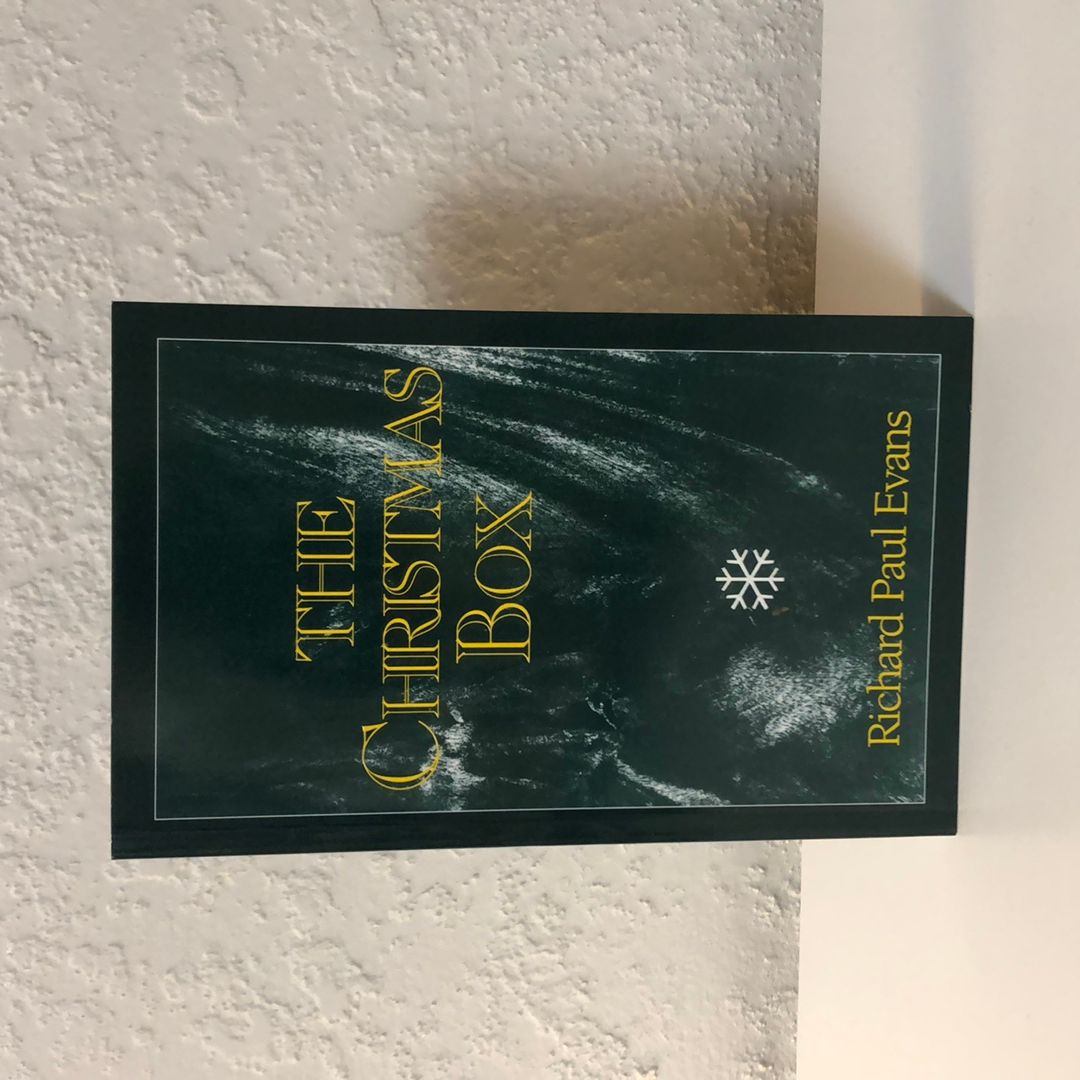 THE
CHRISTMAS
BOX
Richard Paul Evans